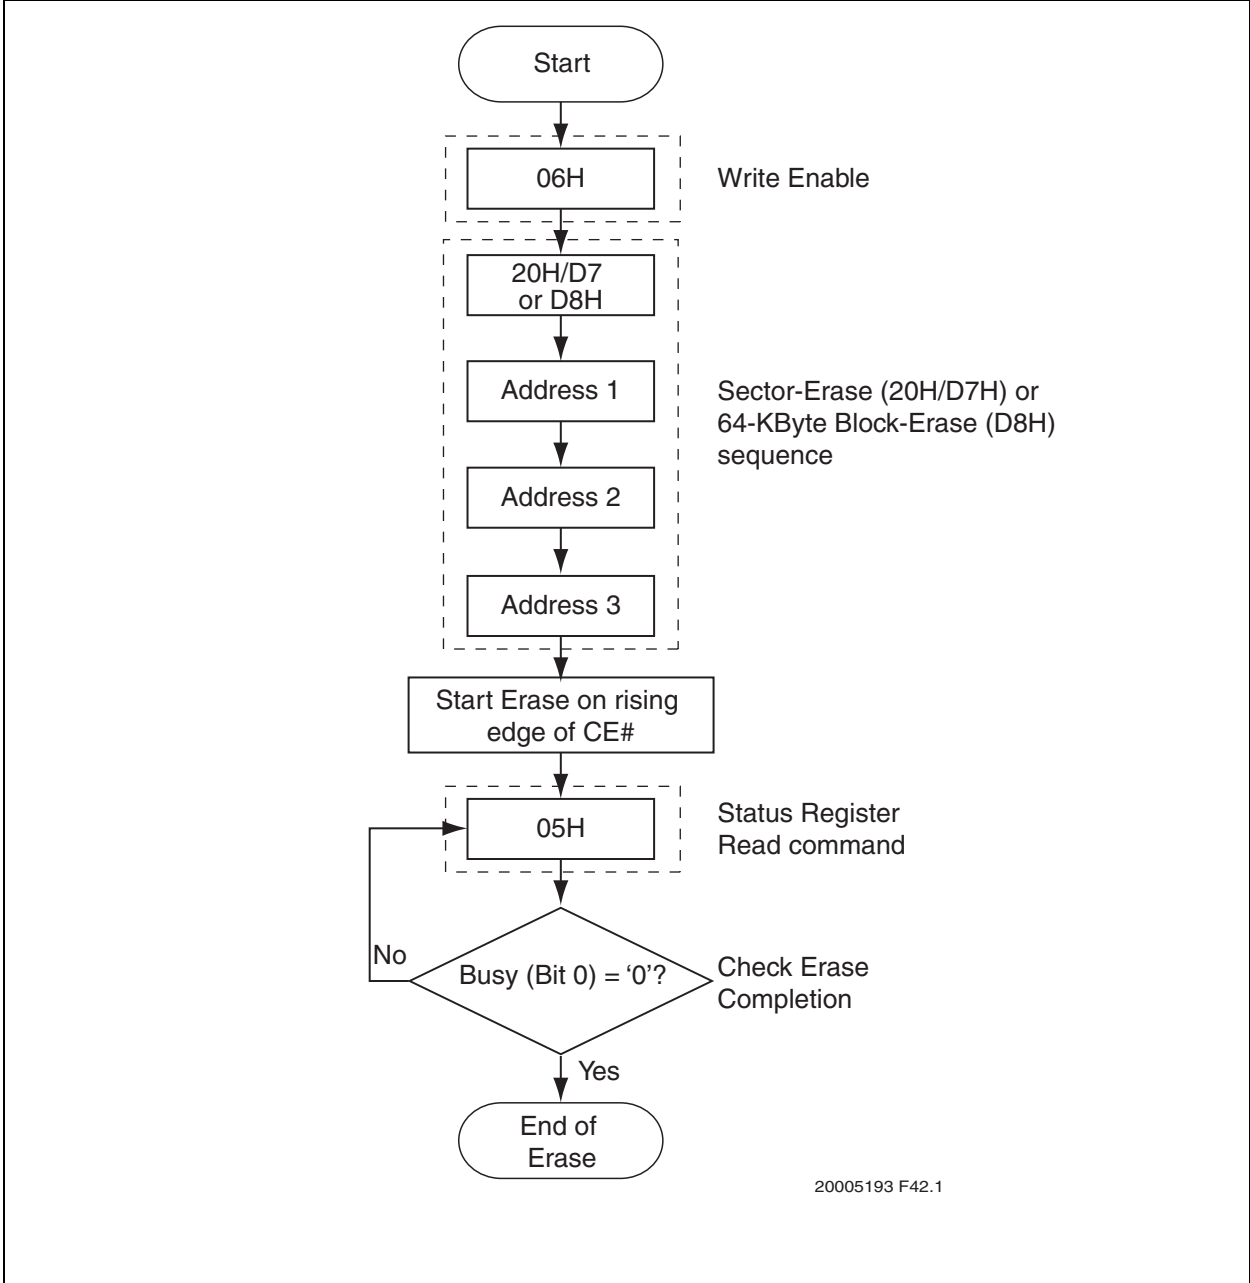 Start
06H
Write Enable
20H/D7
or D8H
Address 1
Sector-Erase (20H/D7H) or
64-KByte Block-Erase (D8H)
sequence
Address 2
Address 3
Start Erase on rising
edge of CE#
05H
Status Register
Read command
No
Busy (Bit 0) = ‘0’?
Check Erase
Completion
Yes
End of
Erase
20005193 F42.1